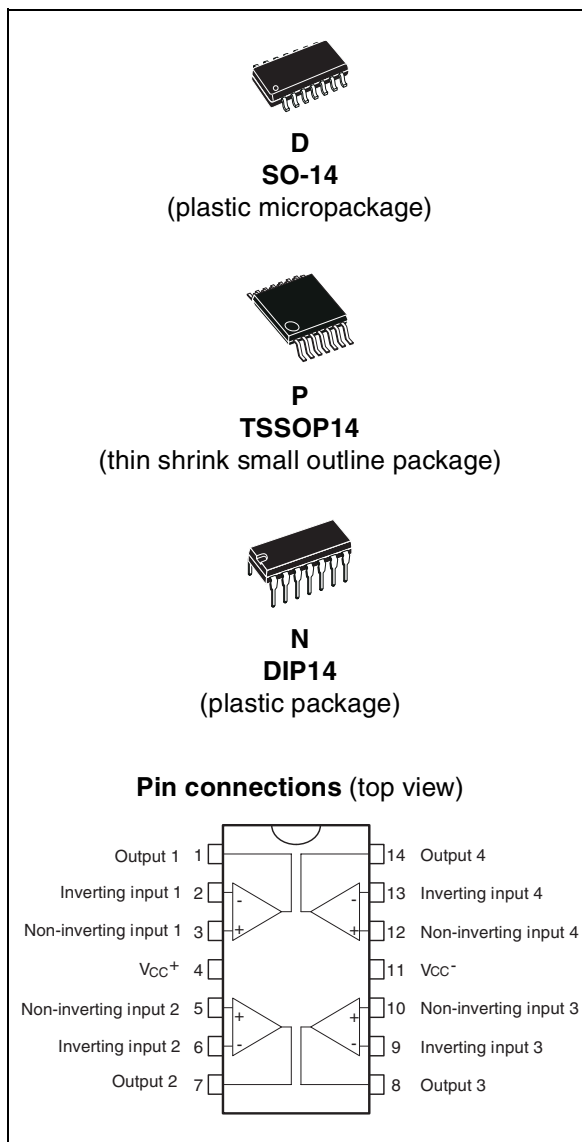 D
SO-14
(plastic micropackage)
P
TSSOP14
(thin shrink small outline package)
N
DIP14
(plastic package)
Pin connections (top view)
Output 1 1 14 Output 4
Inverting input 1 2 - - 13 Inverting input 4
Non-inverting input 1 3 + + 12 Non-inverting input 4
VCC+ 4 11 VCC-
Non-inverting input 2 5 + + 10 Non-inverting input 3
Inverting input 2 6 - - 9 Inverting input 3
Output 2 7 8 Output 3